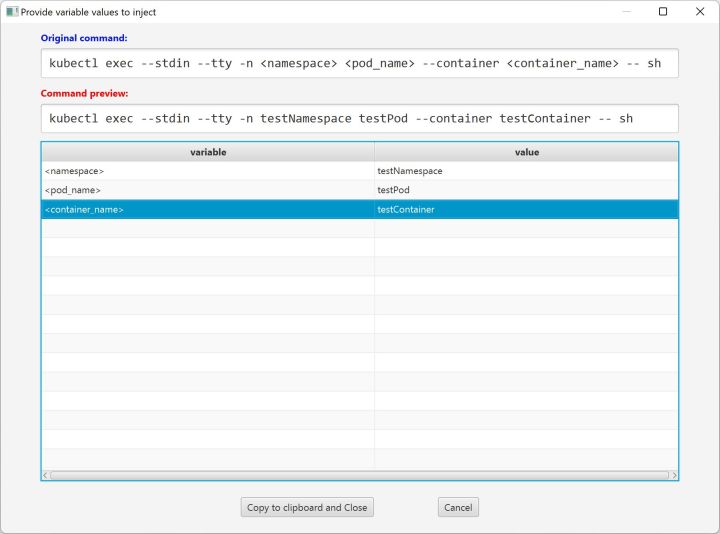 Provide variable values to inject
Original command:
kubectl exec --stdin --tty -n <namespace> <pod_name> --container <container_name> -- sh
Command preview:
kubectl exec --stdin --tty -n testNamespace testPod --container testContainer -- sh
variable value
<namespace> testNamespace
<pod_name> testPod
<container_name> testContainer
Copy to clipboard and Close Cancel